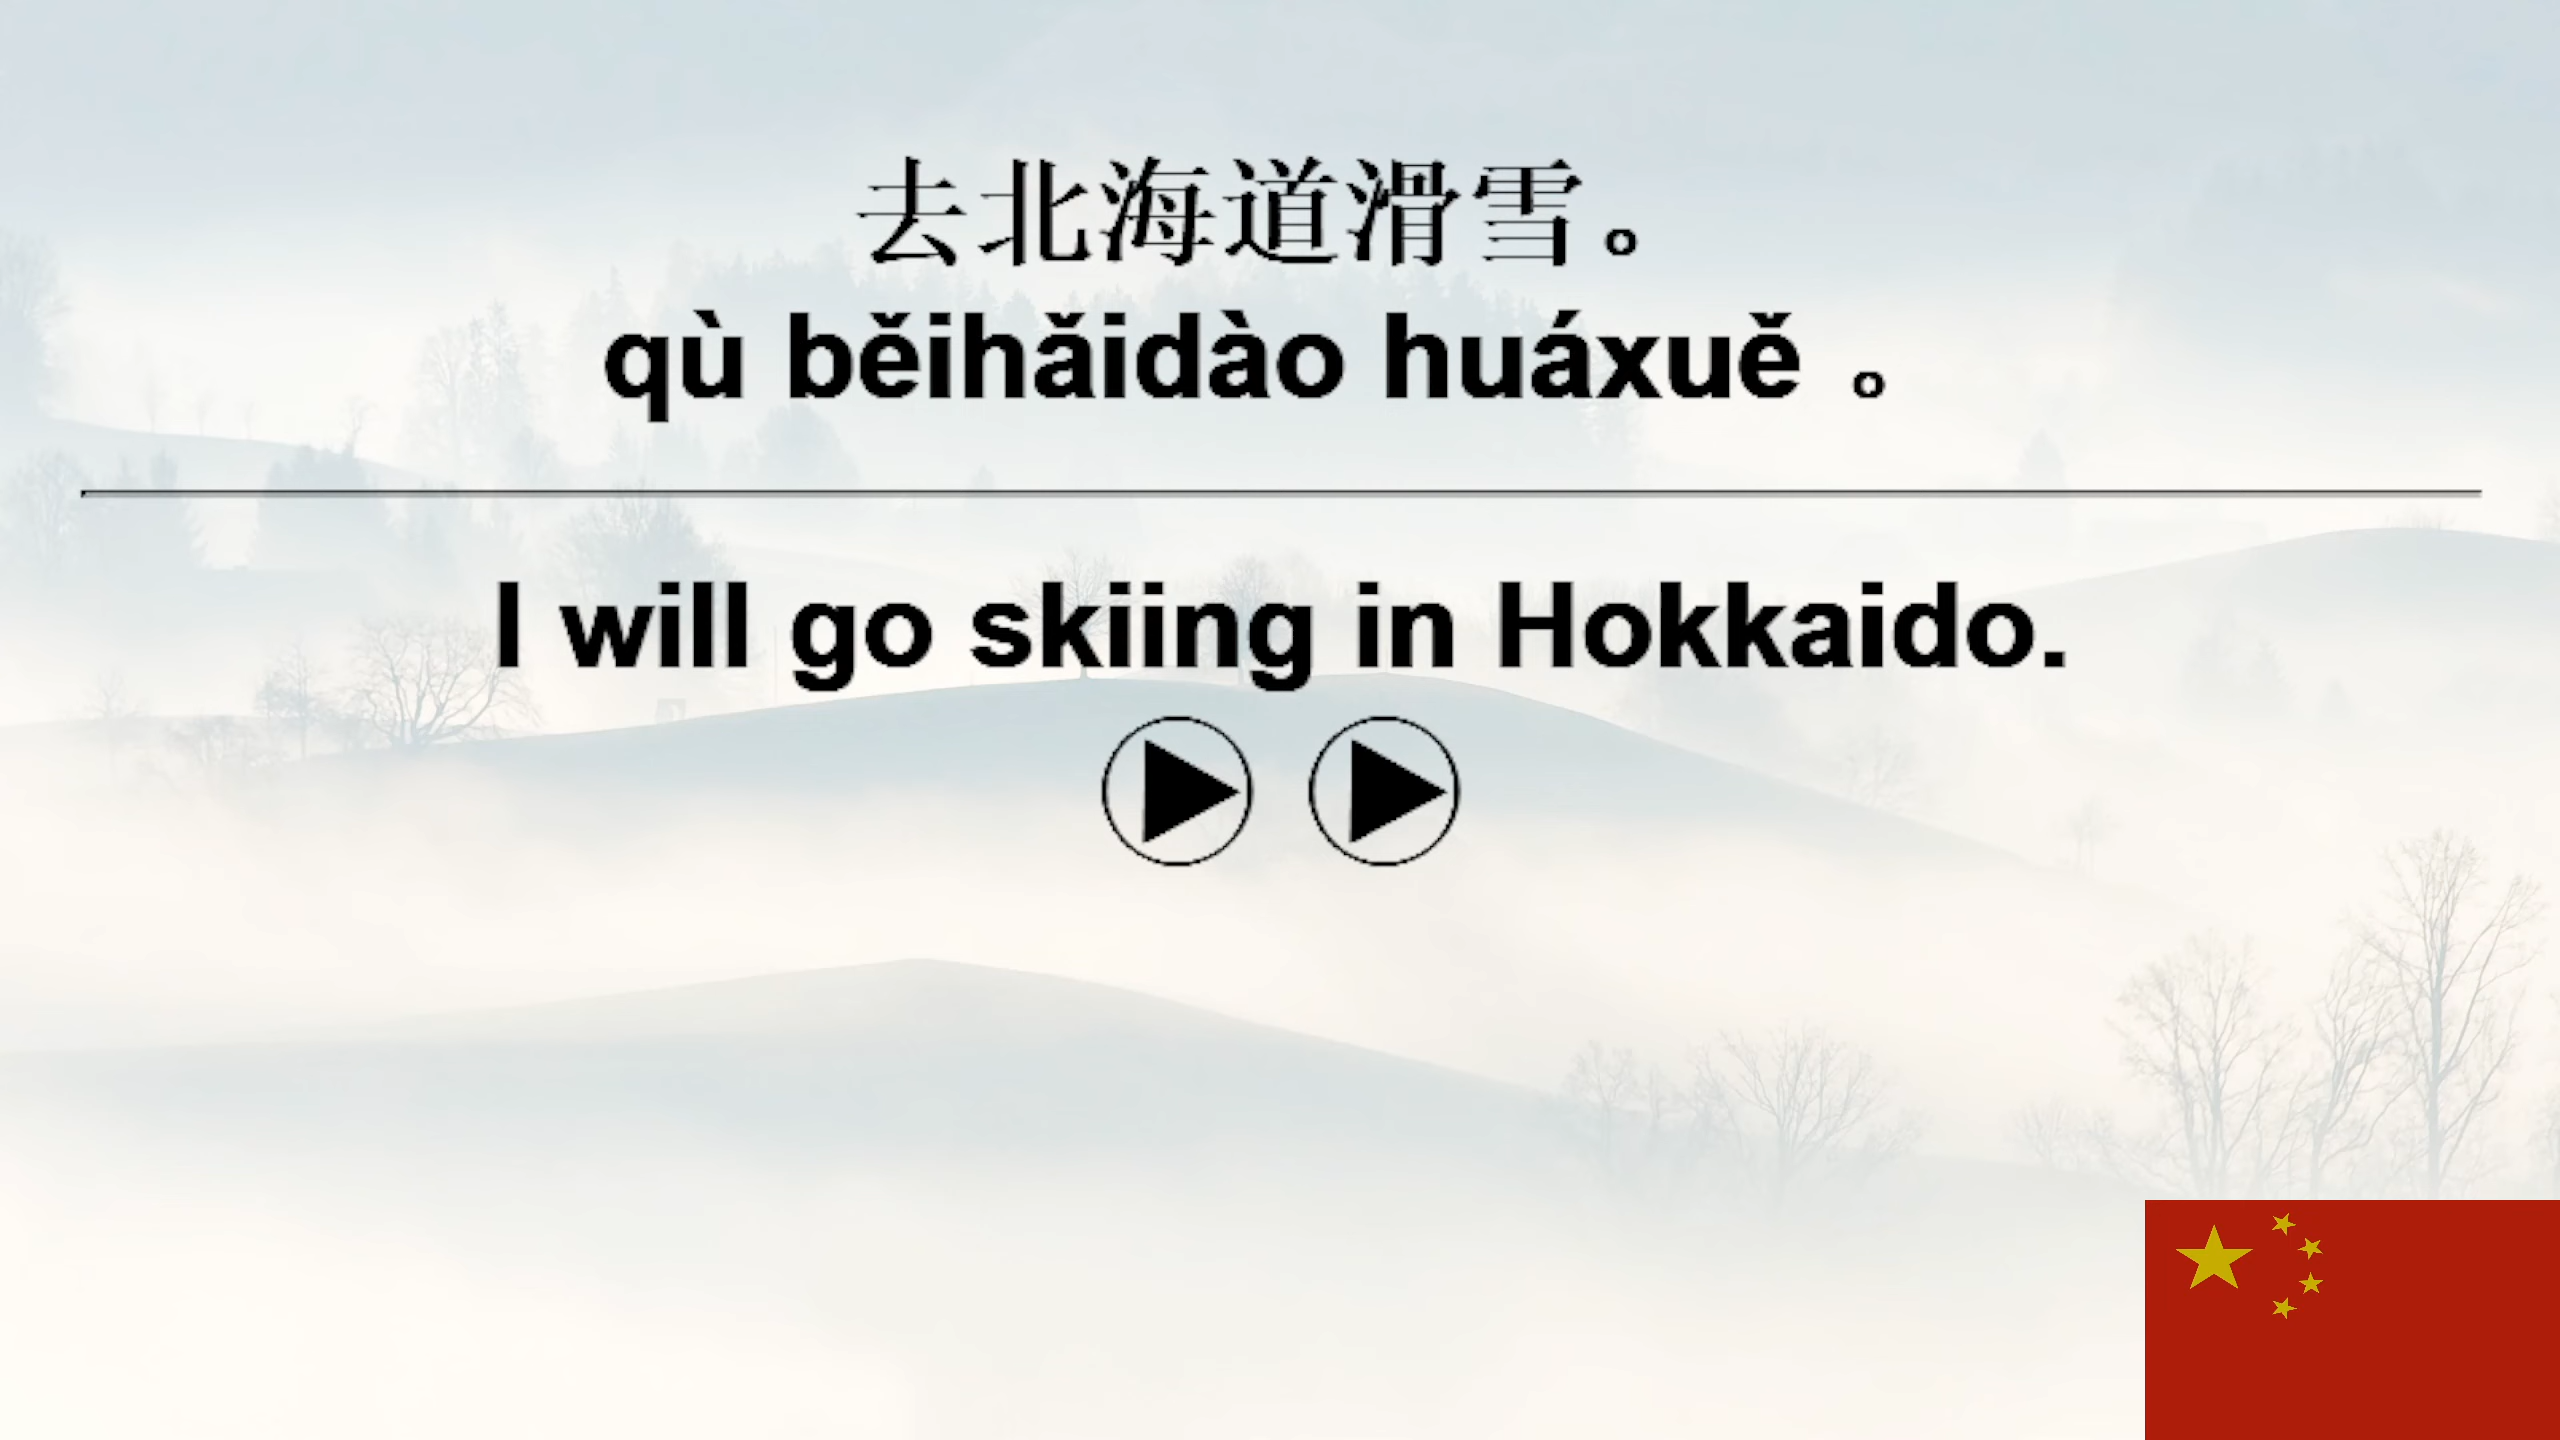 去北海道滑雪。
qù běihǎidào huáxuě 。
I will go skiing in Hokkaido.